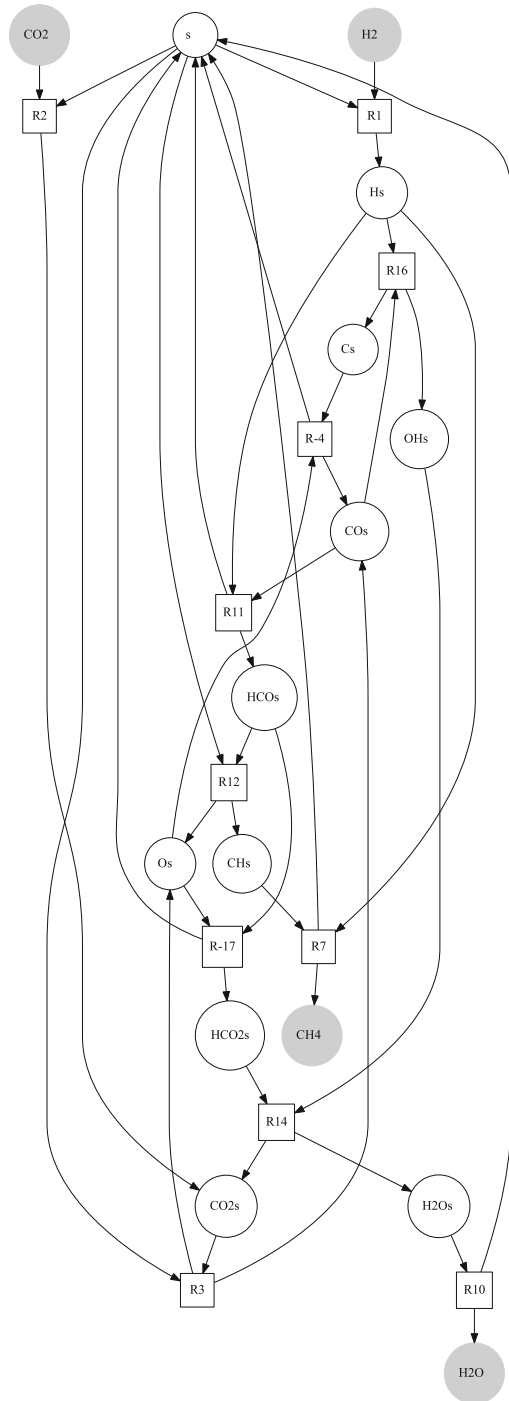 CO2
s
H2
R2
R1
Hs
R16
Cs
R-4
OHs
COs
R11
HCOs
R12
Os
CHs
R-17
R7
HCO2s
CH4
R14
CO2s
H2Os
R3
R10
H2O